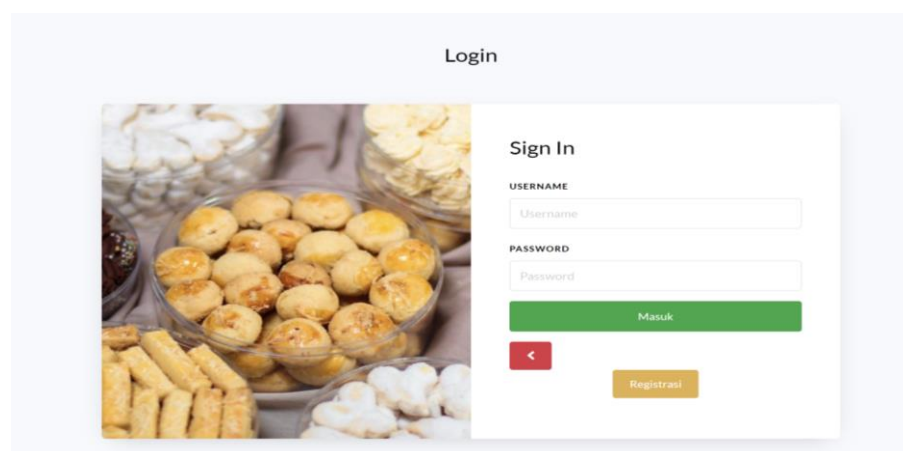 Login
Sign In
USERNAME
Username
PASSWORD
Password
Masuk
Registrasi